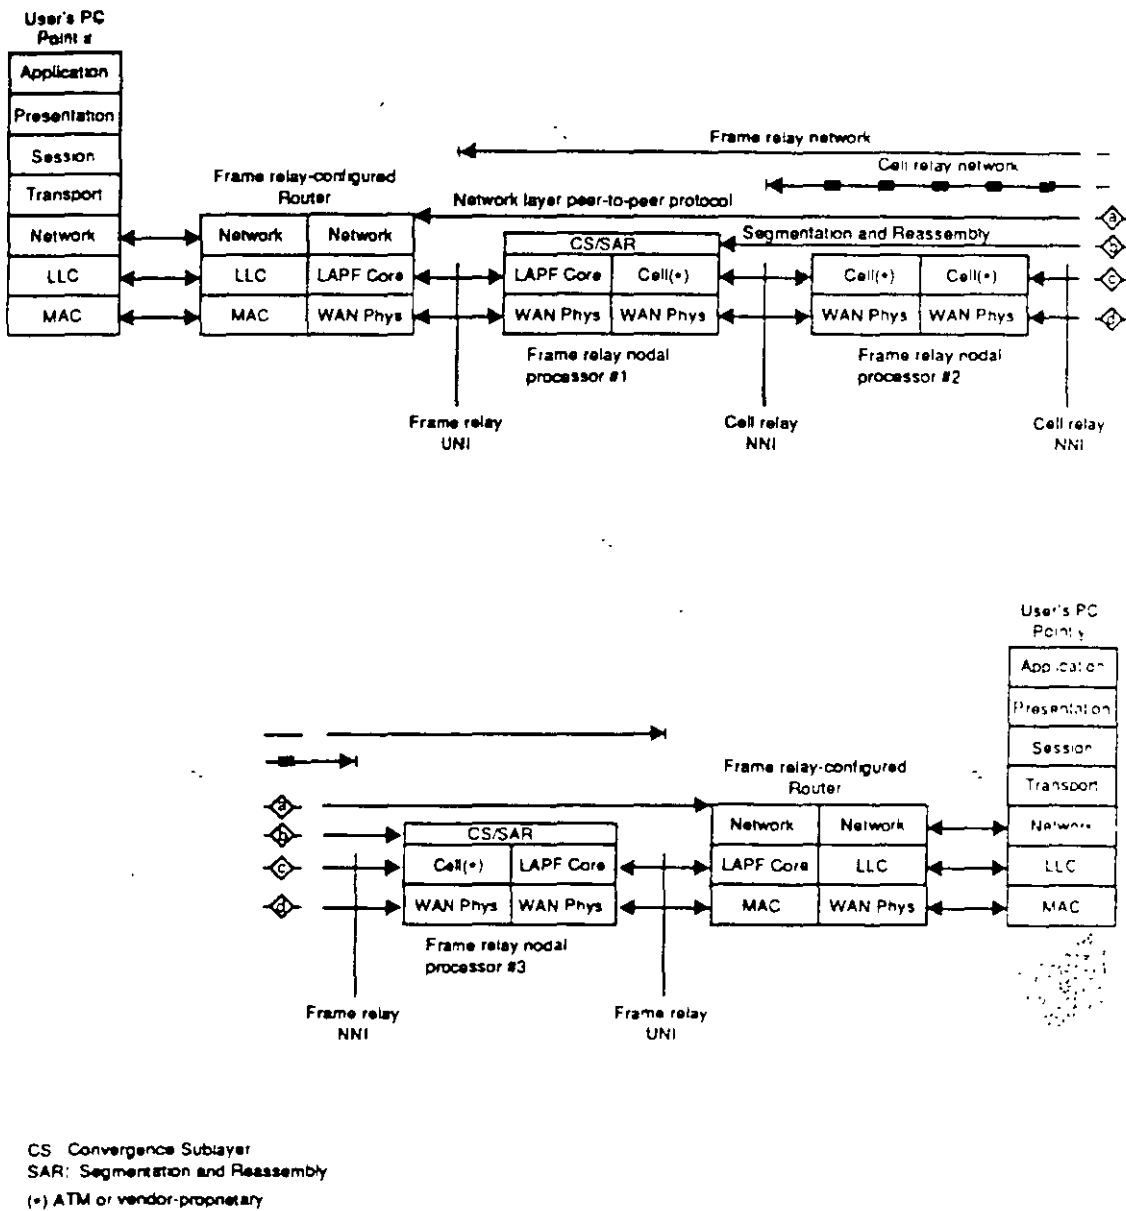 User's PC
Point x
Application
Presentation
Session
Transport
Network
LLC
MAC
Frame relay-configured
Router
Network
Network
LLC
LAPF Core
MAC
WAN Phys
Frame relay network
Cell relay network
Network layer peer-to-peer protocol
a
Segmentation and Reassembly
b
CS/SAR
LAPF Core
Cell(*)
WAN Phys
WAN Phys
Frame relay nodal
processor #1
Cell(*)
Cell(*)
c
WAN Phys
WAN Phys
d
Frame relay nodal
processor #2
Frame relay
UNI
Cell relay
NNI
Cell relay
NNI
User's PC
Point y
Application
Presentation
Session
Transport
Network
LLC
MAC
Frame relay-configured
Router
Network
Network
LAPF Core
LLC
MAC
WAN Phys
a
b
c
d
CS/SAR
Cell(*)
LAPF Core
WAN Phys
WAN Phys
Frame relay nodal
processor #3
Frame relay
NNI
Frame relay
UNI
CS Convergence Sublayer
SAR: Segmentation and Reassembly
(*) ATM or vendor-proprietary